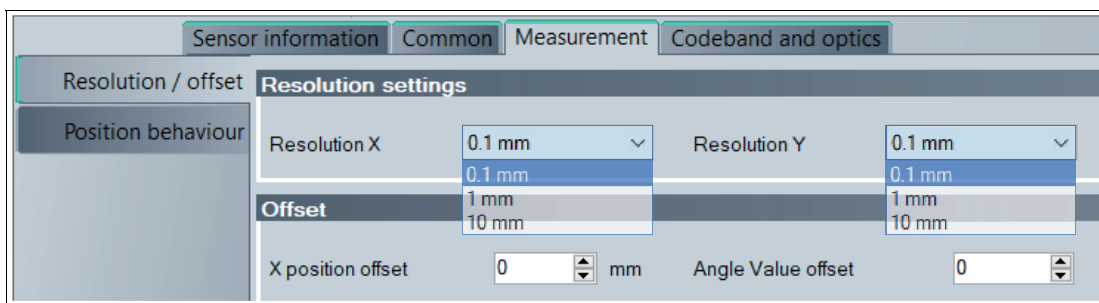 Sensor information Common Measurement Codeband and optics
Resolution / offset Resolution settings
Position behaviour
Resolution X 0.1 mm Resolution Y 0.1 mm
0.1 mm 0.1 mm
1 mm 1 mm
Offset
10 mm 10 mm
X position offset 0 mm Angle Value offset 0